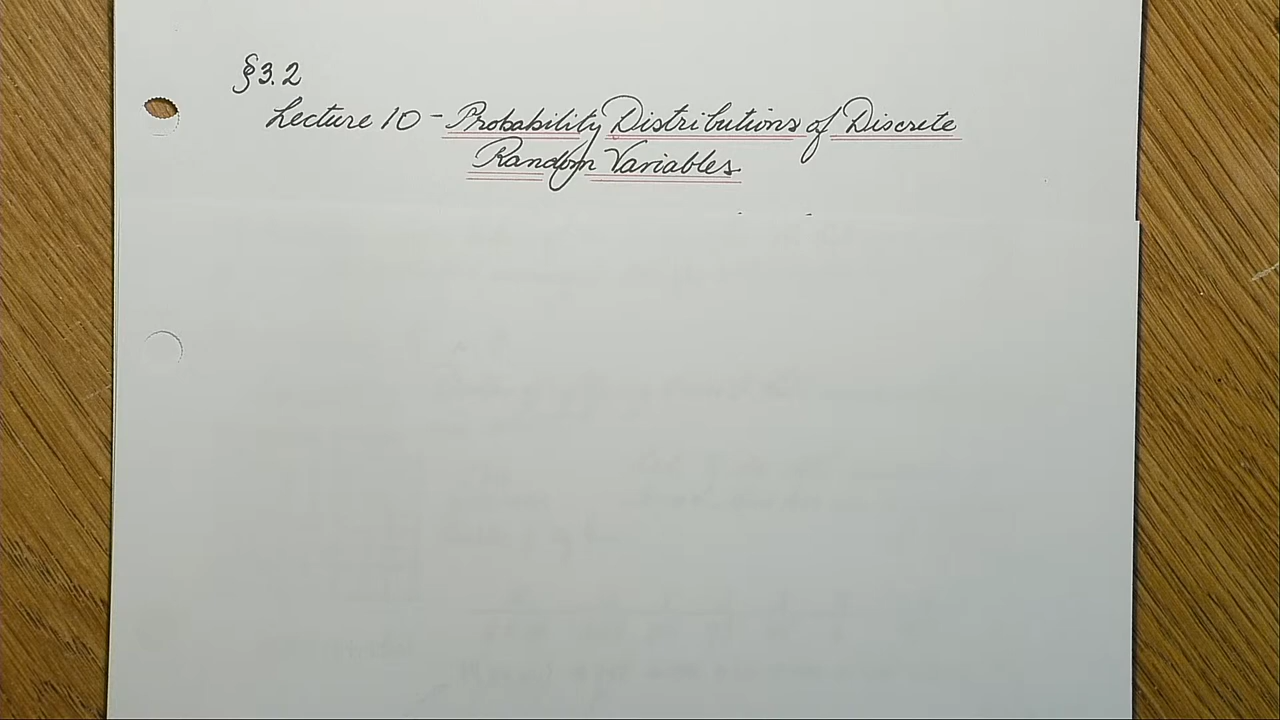 §3.2
Lecture 10 - Probability Distributions of Discrete
Random Variables